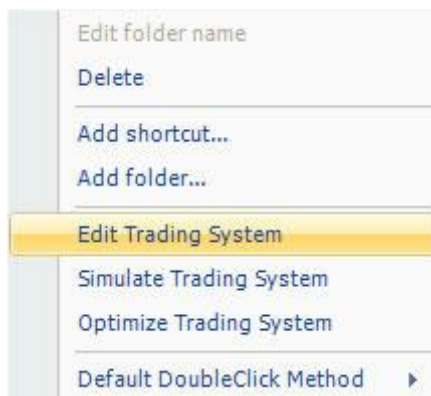 Edit folder name
Delete
Add shortcut...
Add folder...
Edit Trading System
Simulate Trading System
Optimize Trading System
Default DoubleClick Method